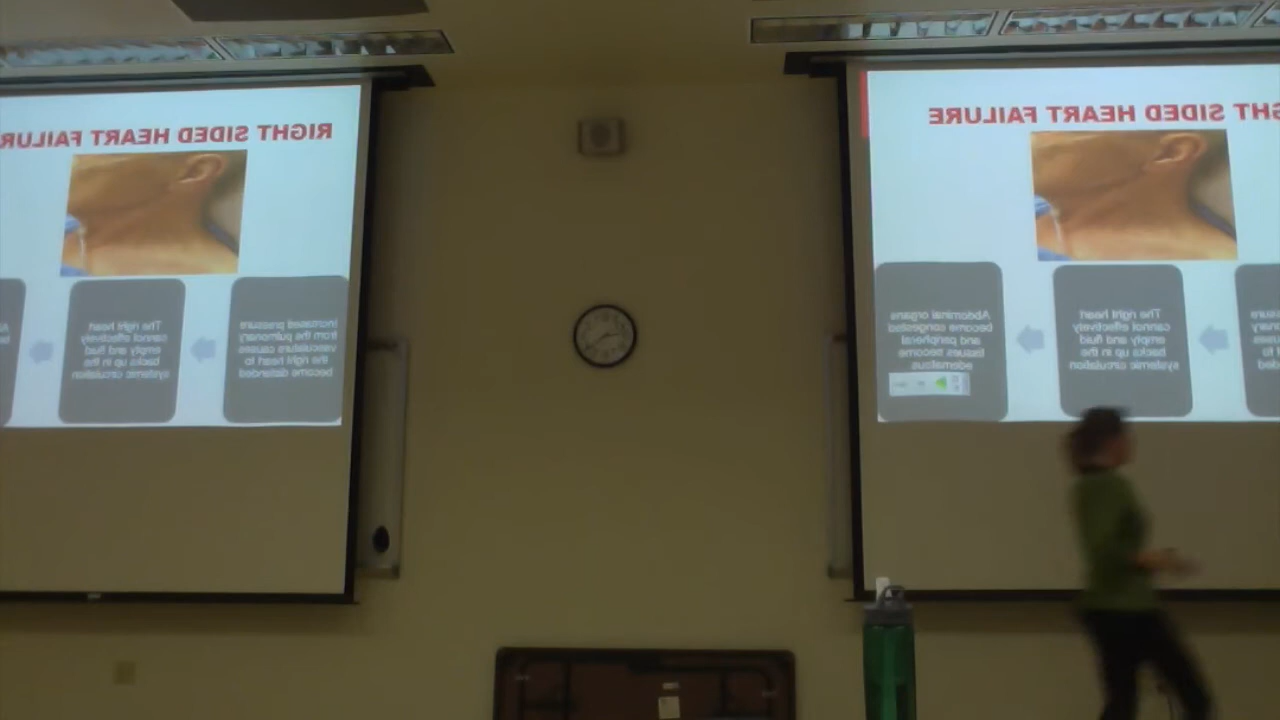 RIGHT SIDED HEART FAILUR
Increased pressure
from the pulmonary
vasculature causes
the right heart to
become distended
The right heart
cannot effectively
empty and fluid
backs up in the
systemic circulation
GHT SIDED HEART FAILURE
The right heart
cannot effectively
empty and fluid
backs up in the
systemic circulation
Abdominal organs
become congested
and peripheral
tissues become
edematous